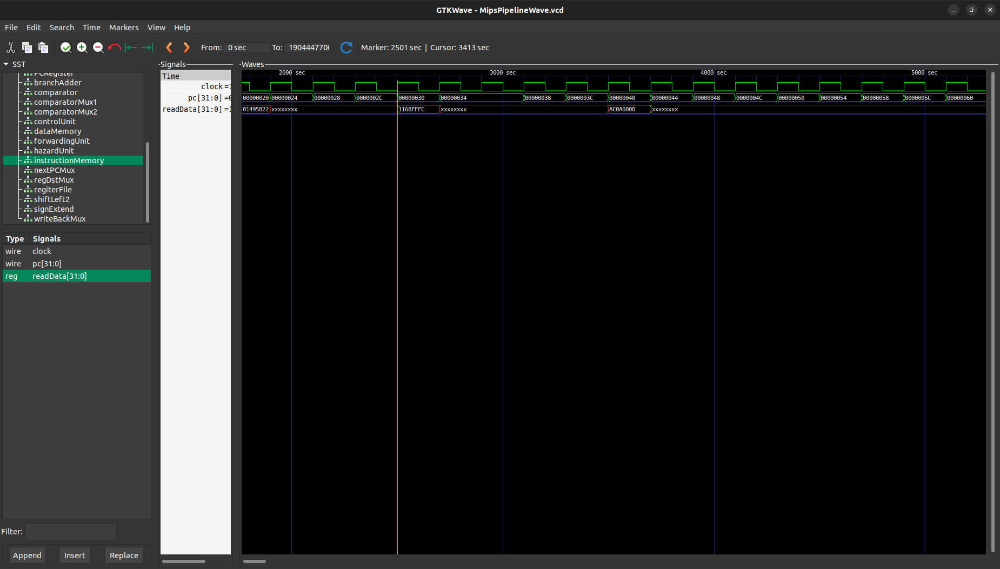 GTKWave - MipsPipelineWave.vcd
File Edit Search Time Markers View Help
From: 0 sec To: 1904447700 Marker: 2501 sec | Cursor: 3413 sec
SST
PCRegister
branchAdder
comparator
comparatorMux1
comparatorMux2
controlUnit
dataMemory
forwardingUnit
hazardUnit
instructionMemory
nextPCMux
regDstMux
regiterFile
shiftLeft2
signExtend
writeBackMux
Type Signals
wire clock
wire pc[31:0]
reg readData[31:0]
Filter:
Append Insert Replace
Signals
Time
clock =1
pc[31:0] =0
readData[31:0] =1
Waves
2000 sec 3000 sec 4000 sec 5000 sec
00000020 00000024 00000028 0000002C 00000030 00000034 00000038 0000003C 00000040 00000044 00000048 0000004C 00000050 00000054 00000058 0000005C 00000060
01495822 xxxxxxxx 1168FFFC xxxxxxxx AC0A0000 xxxxxxxx